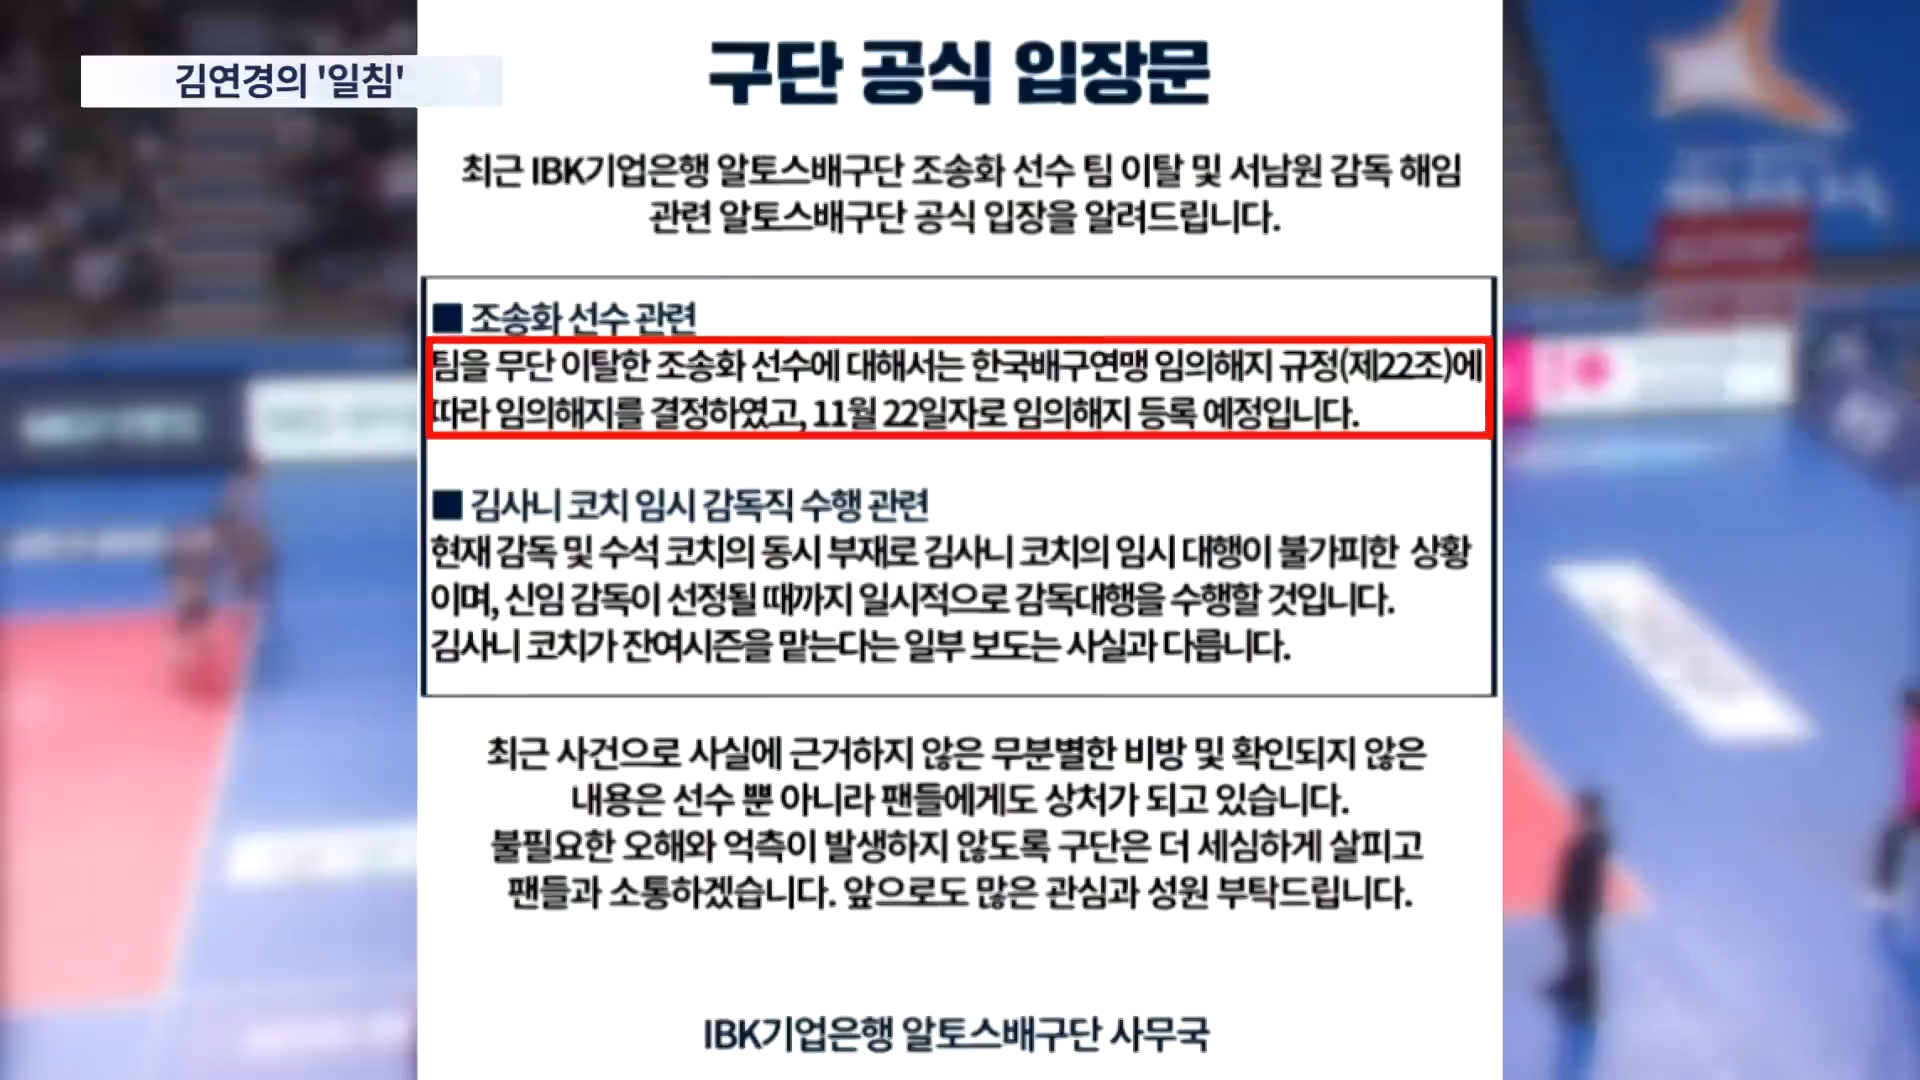 김연경의 '일침'
구단 공식 입장문
최근 IBK기업은행 알토스배구단 조송화 선수 팀 이탈 및 서남원 감독 해임
관련 알토스배구단 공식 입장을 알려드립니다.
■ 조송화 선수 관련
팀을 무단 이탈한 조송화 선수에 대해서는 한국배구연맹 임의해지 규정(제22조)에
따라 임의해지를 결정하였고, 11월 22일자로 임의해지 등록 예정입니다.
■ 김사니 코치 임시 감독직 수행 관련
현재 감독 및 수석 코치의 동시 부재로 김사니 코치의 임시 대행이 불가피한 상황
이며, 신임 감독이 선정될 때까지 일시적으로 감독대행을 수행할 것입니다.
김사니 코치가 잔여시즌을 맡는다는 일부 보도는 사실과 다릅니다.
최근 사건으로 사실에 근거하지 않은 무분별한 비방 및 확인되지 않은
내용은 선수 뿐 아니라 팬들에게도 상처가 되고 있습니다.
불필요한 오해와 억측이 발생하지 않도록 구단은 더 세심하게 살피고
팬들과 소통하겠습니다. 앞으로도 많은 관심과 성원 부탁드립니다.
IBK기업은행 알토스배구단 사무국